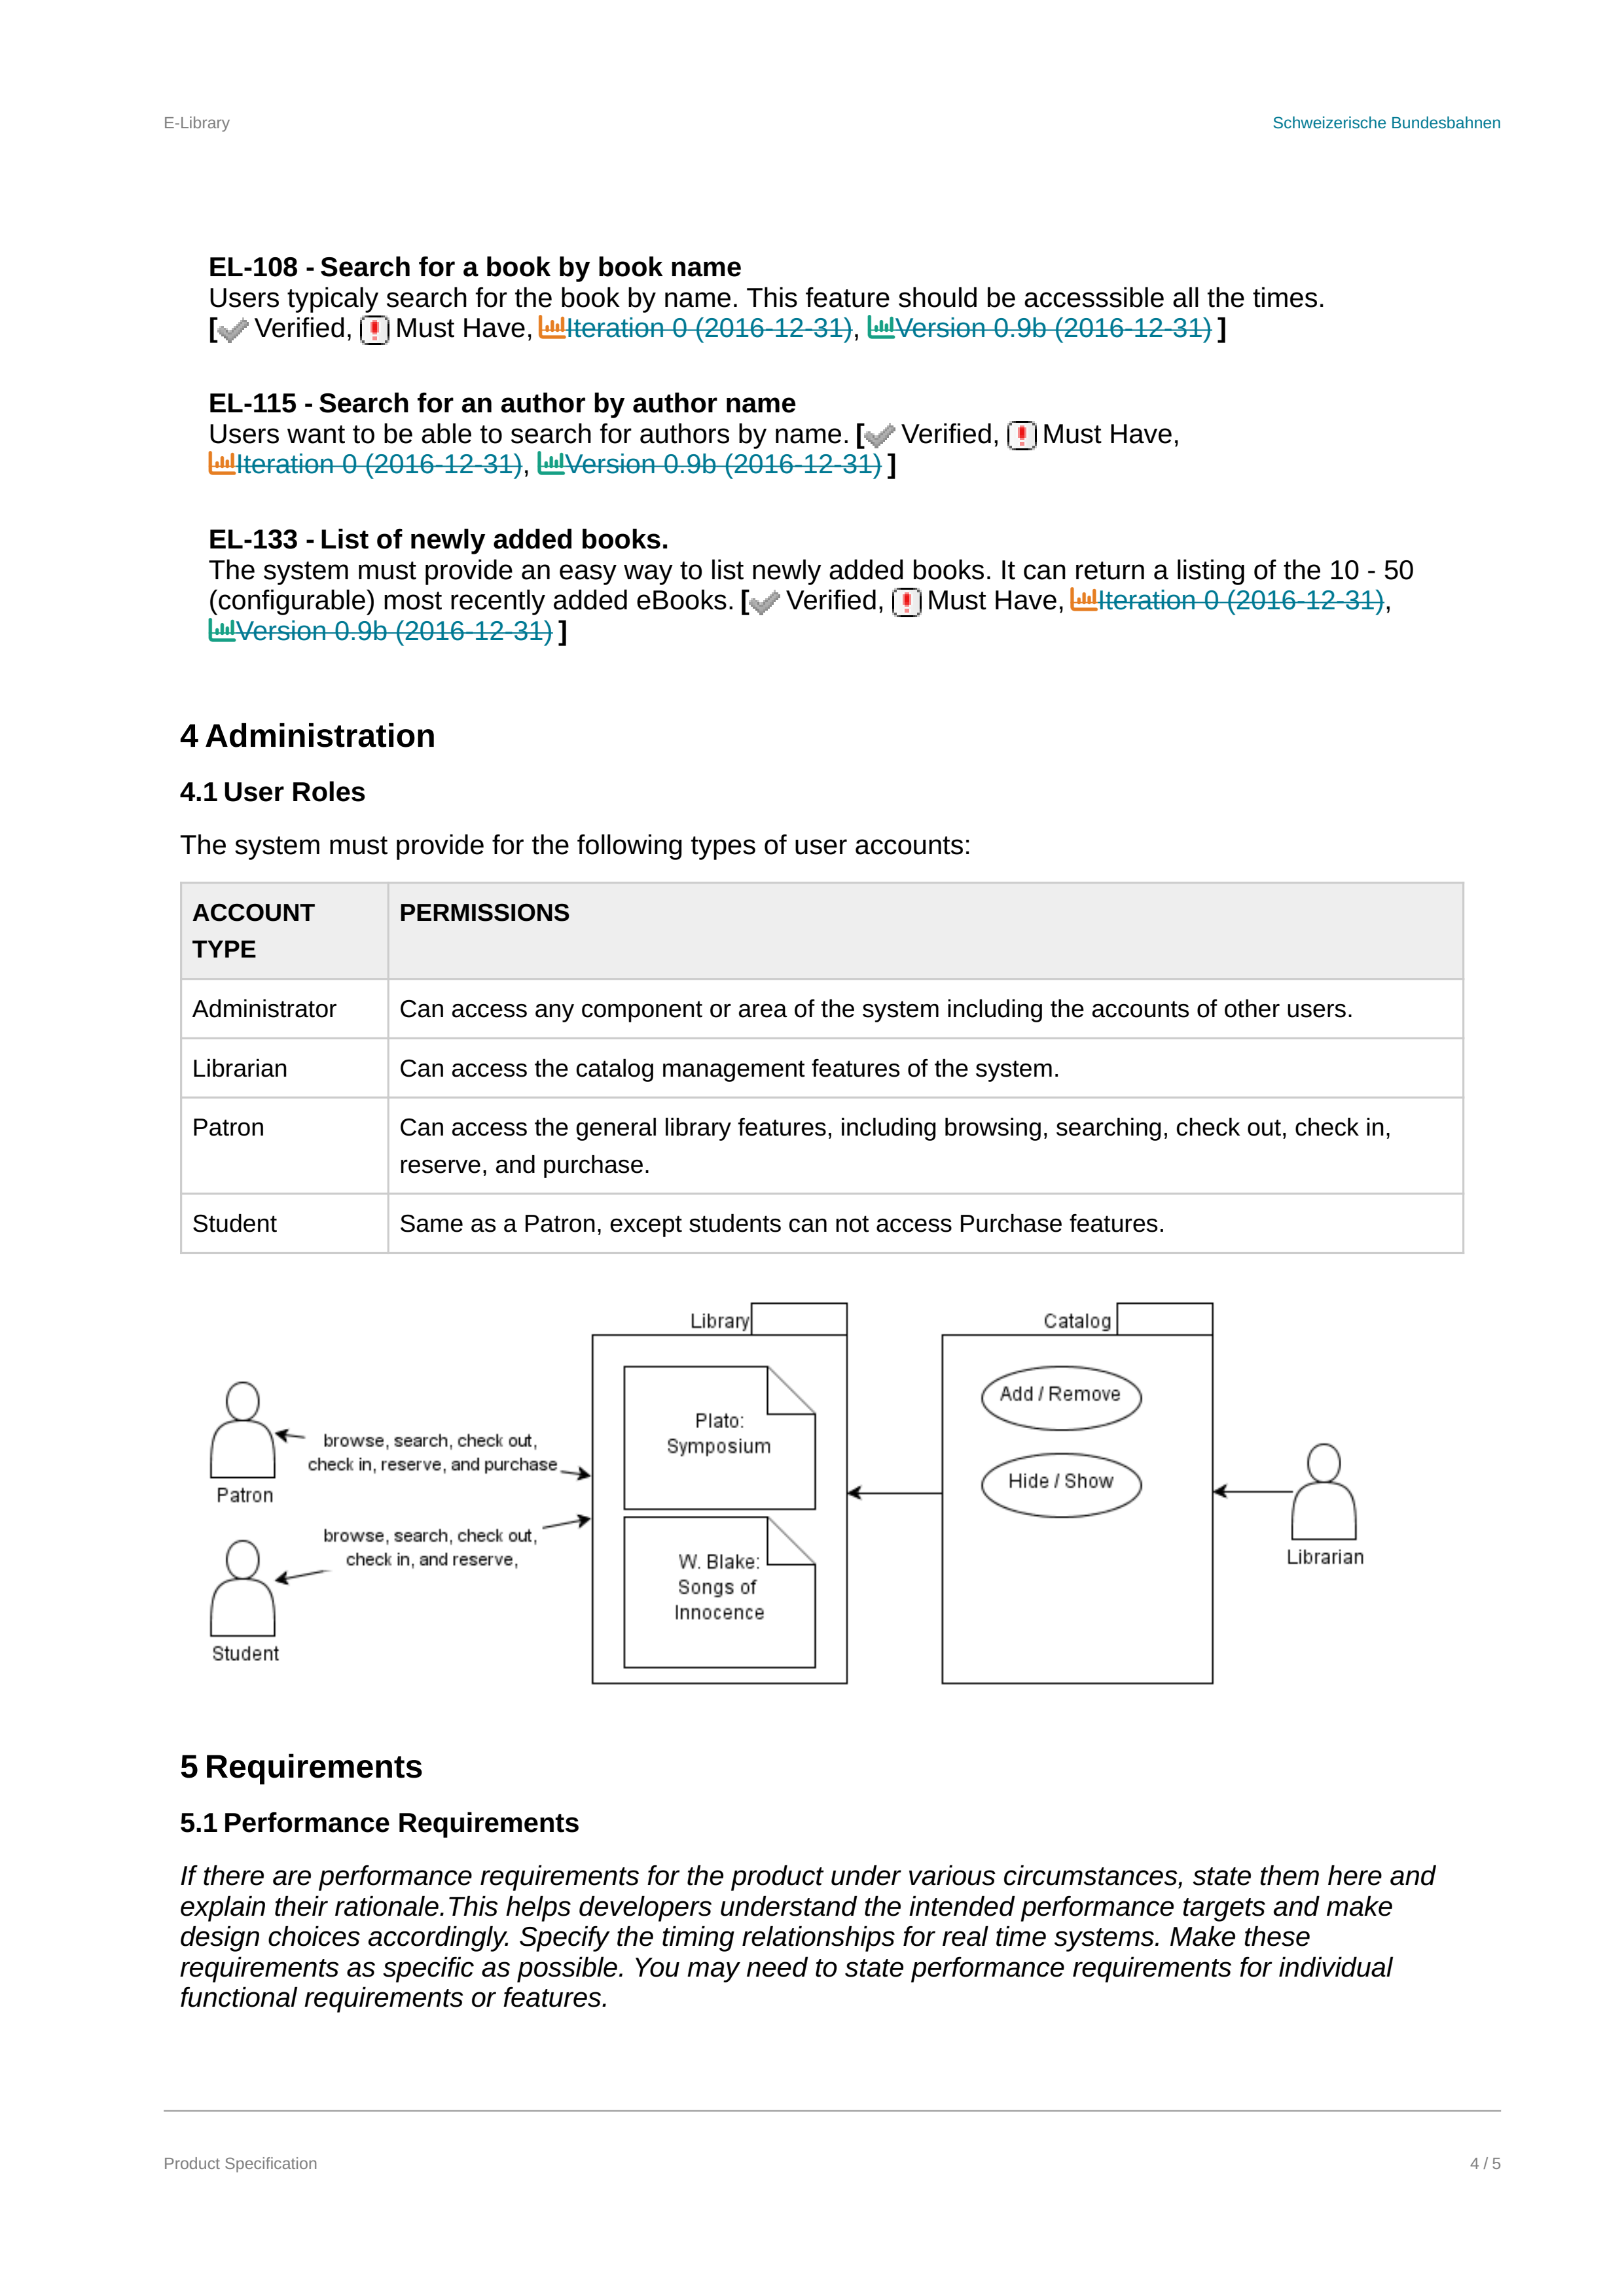 E-Library
Schweizerische Bundesbahnen
EL-108 - Search for a book by book name
Users typicaly search for the book by name. This feature should be accesssible all the times.
[ Verified, Must Have, Iteration 0 (2016-12-31), Version 0.9b (2016-12-31) ]
EL-115 - Search for an author by author name
Users want to be able to search for authors by name. [ Verified, Must Have,
Iteration 0 (2016-12-31), Version 0.9b (2016-12-31) ]
EL-133 - List of newly added books.
The system must provide an easy way to list newly added books. It can return a listing of the 10 - 50
(configurable) most recently added eBooks. [ Verified, Must Have, Iteration 0 (2016-12-31),
Version 0.9b (2016-12-31) ]
4 Administration
4.1 User Roles
The system must provide for the following types of user accounts:
ACCOUNT
TYPE
PERMISSIONS
Administrator
Can access any component or area of the system including the accounts of other users.
Librarian
Can access the catalog management features of the system.
Patron
Can access the general library features, including browsing, searching, check out, check in,
reserve, and purchase.
Student
Same as a Patron, except students can not access Purchase features.
Library
Catalog
Plato:
Symposium
W. Blake:
Songs of
Innocence
Add / Remove
Hide / Show
browse, search, check out,
check in, reserve, and purchase
Patron
browse, search, check out,
check in, and reserve,
Student
Librarian
5 Requirements
5.1 Performance Requirements
If there are performance requirements for the product under various circumstances, state them here and
explain their rationale.This helps developers understand the intended performance targets and make
design choices accordingly. Specify the timing relationships for real time systems. Make these
requirements as specific as possible. You may need to state performance requirements for individual
functional requirements or features.
Product Specification
4 / 5